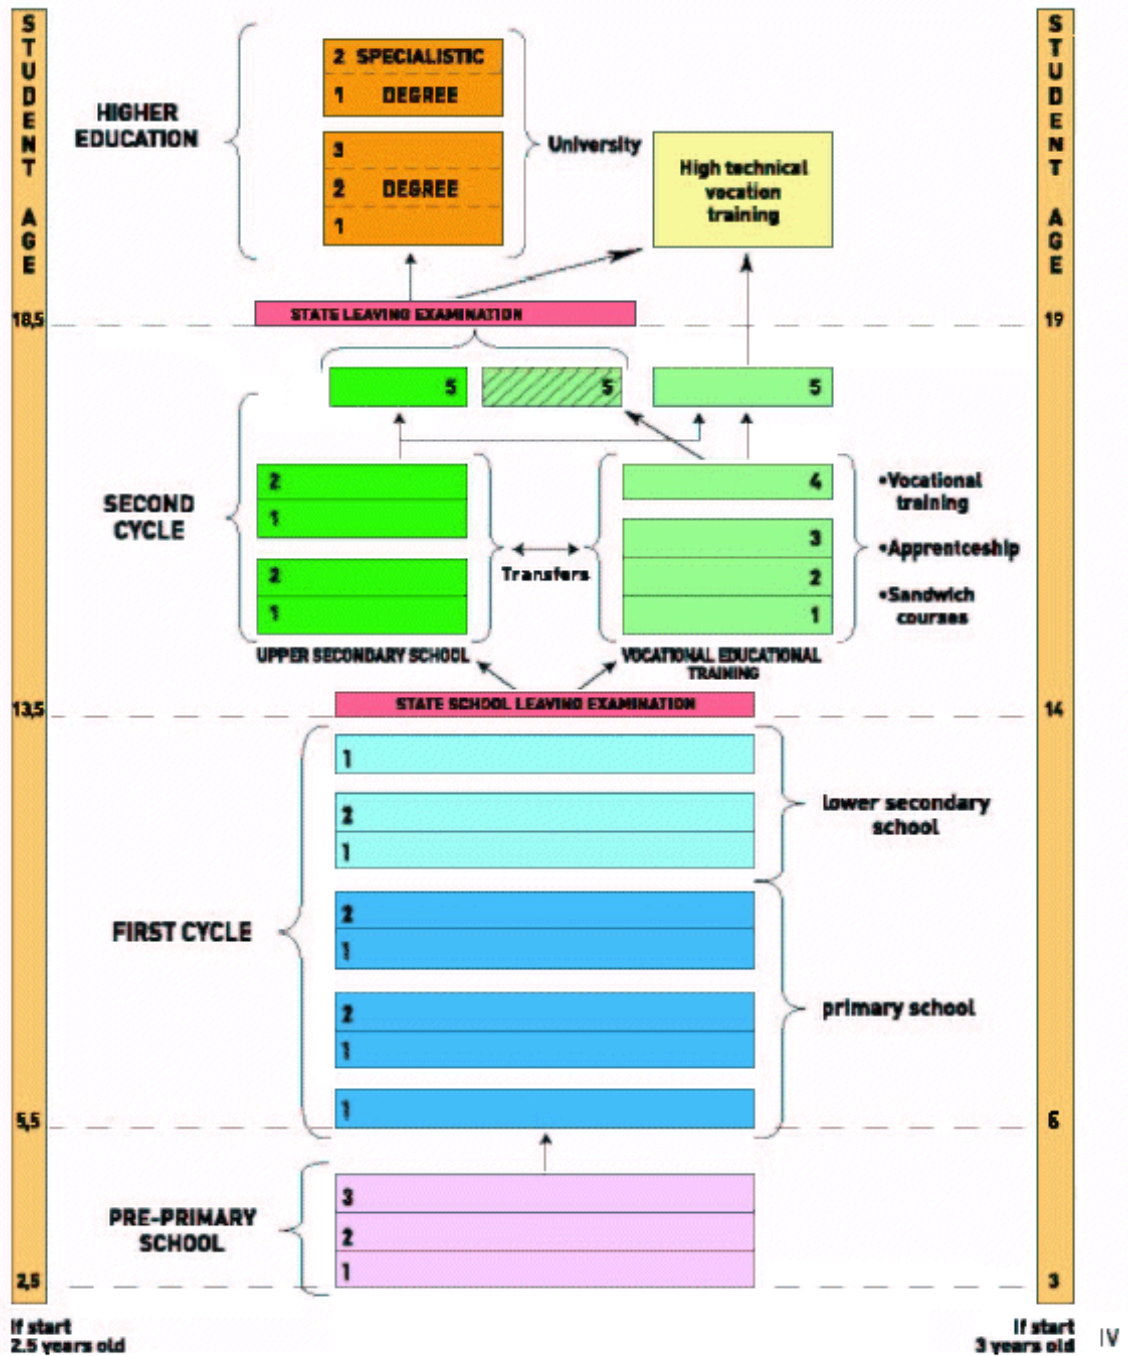 STUDENT AGE
STUDENT AGE
2 SPECIALISTIC
1 DEGREE
HIGHER
EDUCATION
3
2 DEGREE
1
University
High technical
vocation
training
STATE LEAVING EXAMINATION
18,5
19
5
5
5
SECOND
CYCLE
2
1
2
1
Transfers
4
3
2
1
•Vocational
training
•Apprentceship
•Sandwich
courses
UPPER SECONDARY SCHOOL
VOCATIONAL EDUCATIONAL
TRAINING
STATE SCHOOL LEAVING EXAMINATION
13,5
14
1
2
1
lower secondary
school
FIRST CYCLE
2
1
2
1
1
primary school
5,5
6
PRE-PRIMARY
SCHOOL
3
2
1
2,5
3
If start
2.5 years old
If start
3 years old
IV